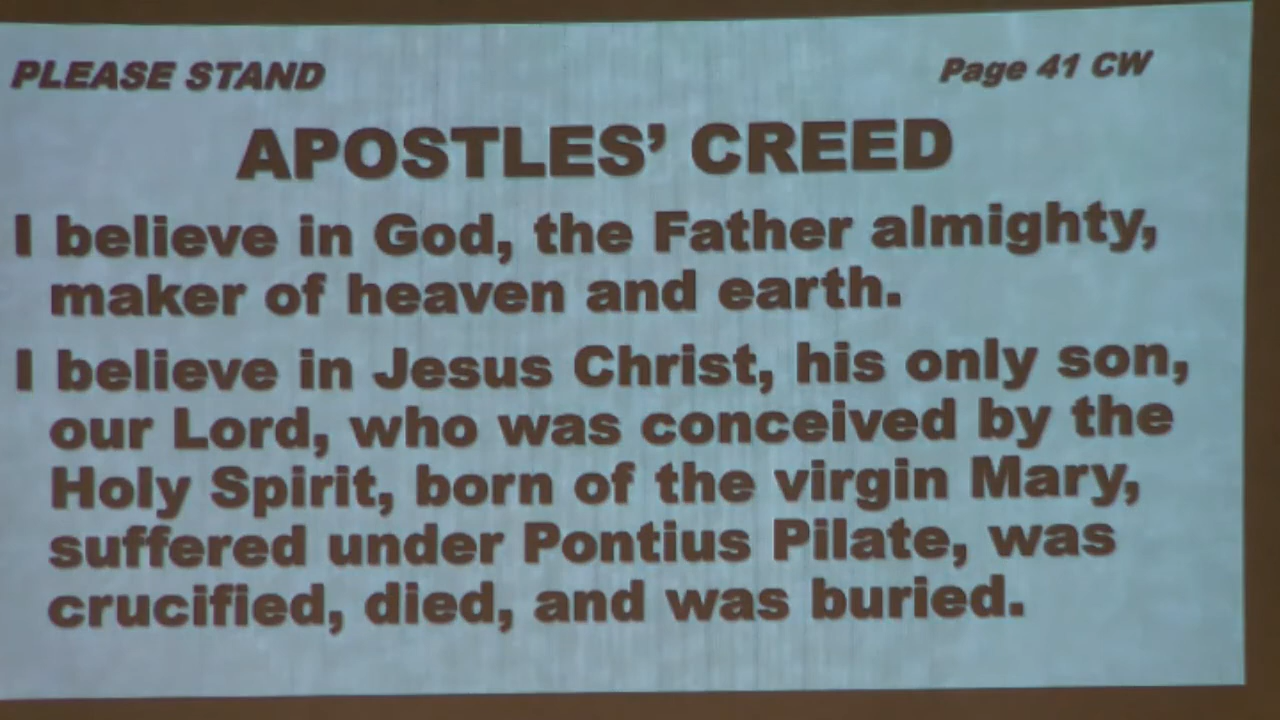 PLEASE STAND Page 41 CW
APOSTLES' CREED
I believe in God, the Father almighty,
maker of heaven and earth.
I believe in Jesus Christ, his only son,
our Lord, who was conceived by the
Holy Spirit, born of the virgin Mary,
suffered under Pontius Pilate, was
crucified, died, and was buried.